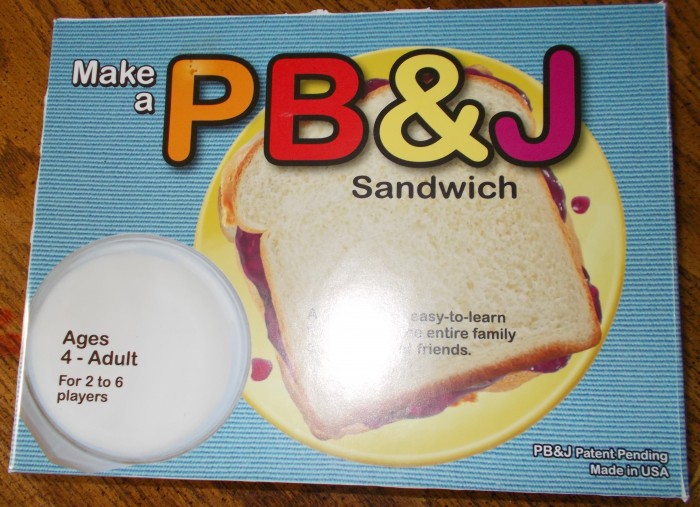 Make
a
PB&J
Sandwich
easy-to-learn
entire family
friends.
Ages
4 - Adult
For 2 to 6
players
PB&J Patent Pending
Made in USA